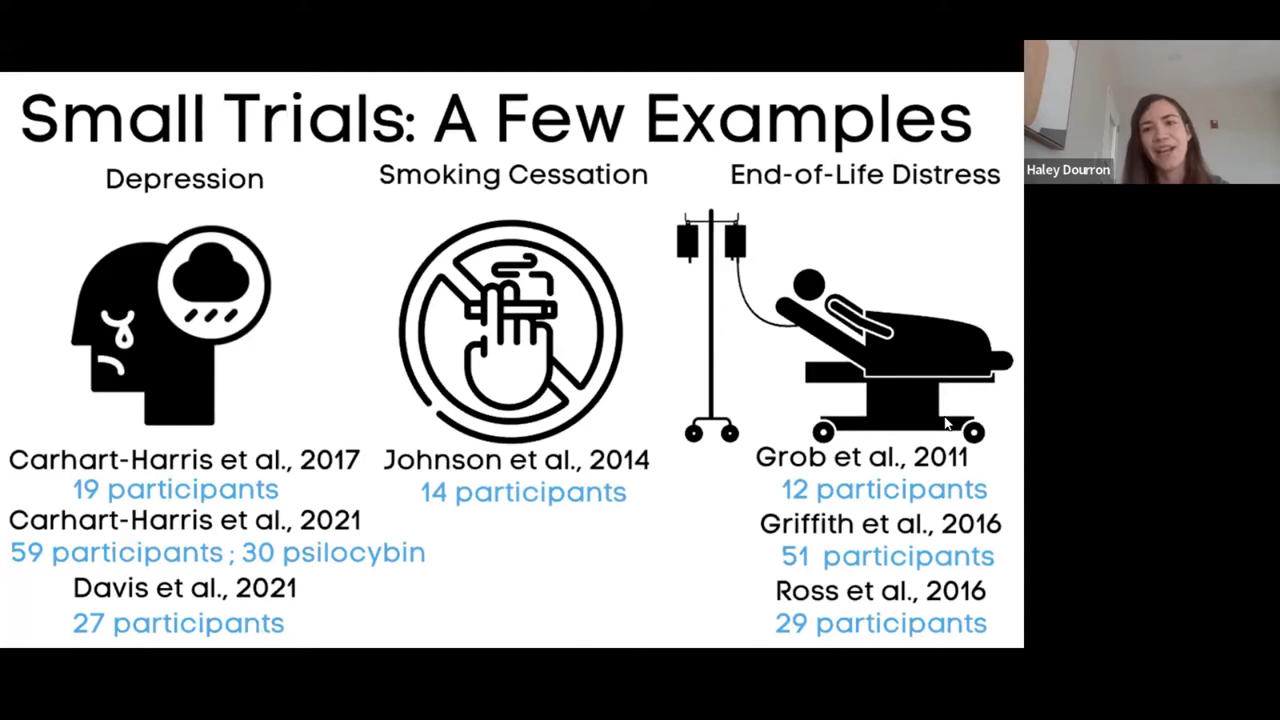 Small Trials: A Few Examples
Depression
Carhart-Harris et al., 2017
19 participants
Carhart-Harris et al., 2021
59 participants ; 30 psilocybin
Davis et al., 2021
27 participants
Smoking Cessation
Johnson et al., 2014
14 participants
End-of-Life Distress
Grob et al., 2011
12 participants
Griffith et al., 2016
51 participants
Ross et al., 2016
29 participants
Haley Dourron